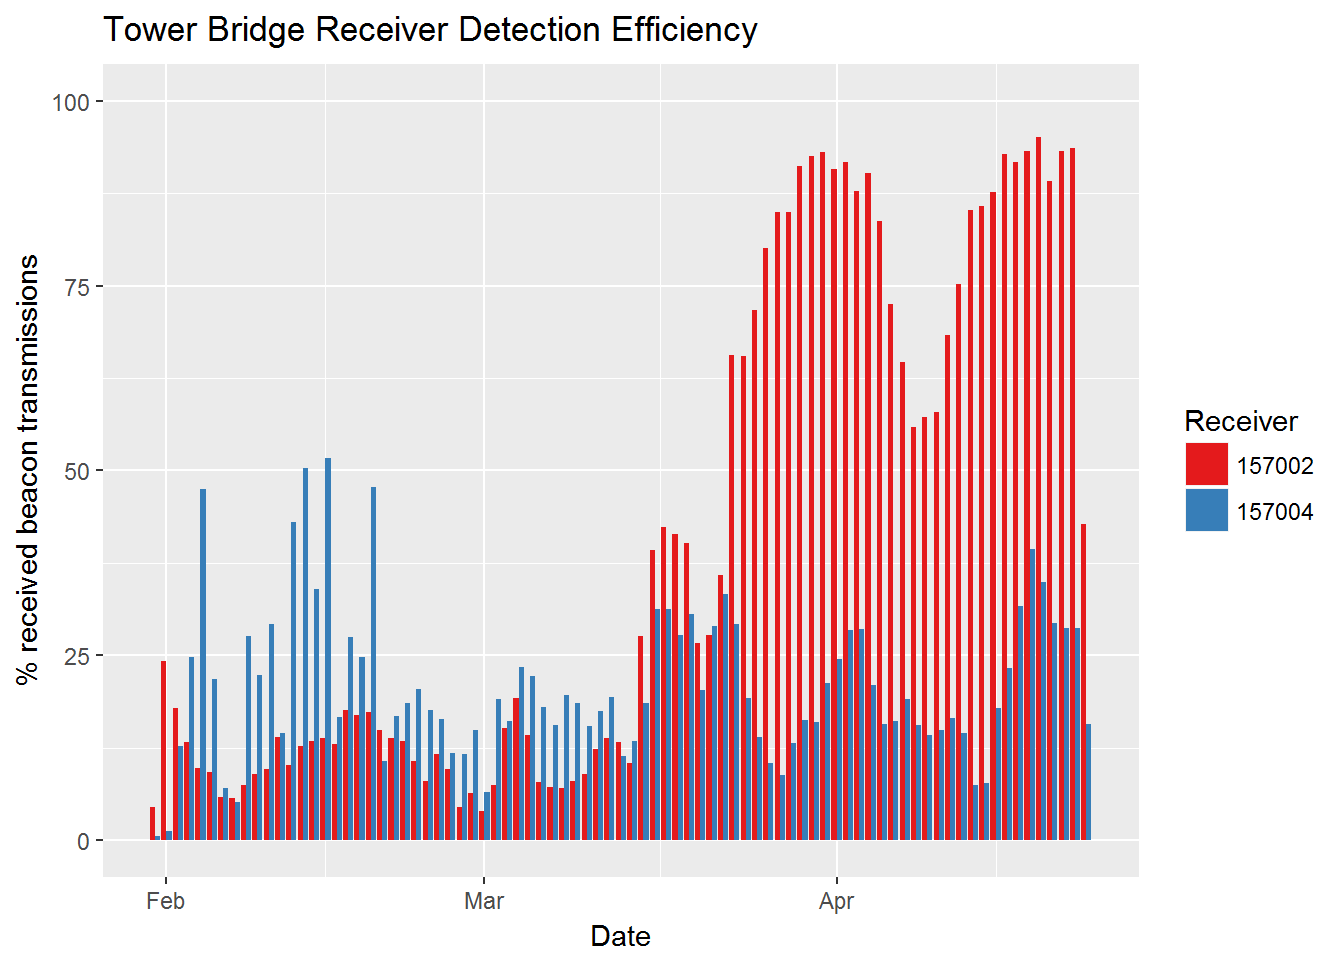 Tower Bridge Receiver Detection Efficiency
% received beacon transmissions
100
75
50
25
0
Feb
Mar
Apr
Date
Receiver
157002
157004